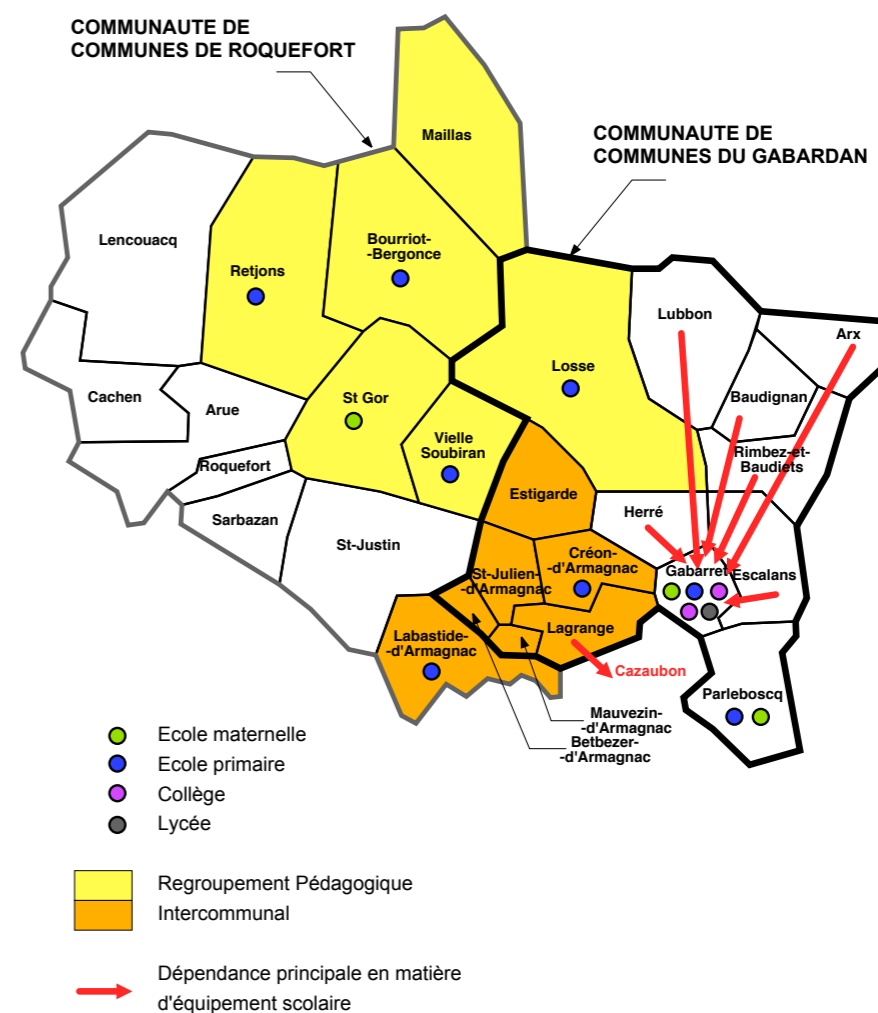 COMMUNAUTE DE
COMMUNES DE ROQUEFORT
Maillas
COMMUNAUTE DE
COMMUNES DU GABARDAN
Lencouacq
Bourriot-
-Bergonce
Retjons
Lubbon
Arx
Losse
Cachen
Arue
St Gor
Baudignan
Vielle
Soubiran
Rimbez-et-
Baudiets
Roquefort
Estigarde
Herré
Sarbazan
St-Justin
Créon-
-d'Armagnac
St-Julien-
-d'Armagnac
Gabarret
Escalans
Labastide-
-d'Armagnac
Lagrange
Cazaubon
Parleboscq
Mauvezin-
-d'Armagnac
Betbezer-
-d'Armagnac
Ecole maternelle
Ecole primaire
Collège
Lycée
Regroupement Pédagogique
Intercommunal
Dépendance principale en matière
d'équipement scolaire